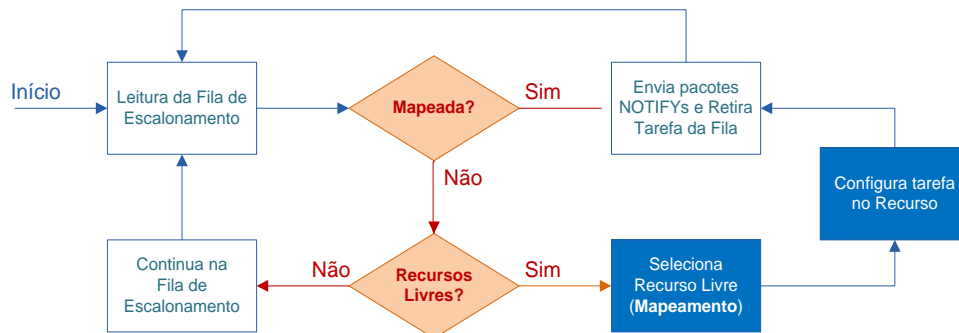 Início
Leitura da Fila de
Escalonamento
Mapeada?
Sim
Envia pacotes
NOTIFYs e Retira
Tarefa da Fila
Não
Configura tarefa
no Recurso
Continua na
Fila de
Escalonamento
Não
Recursos
Livres?
Sim
Seleciona
Recurso Livre
(Mapeamento)